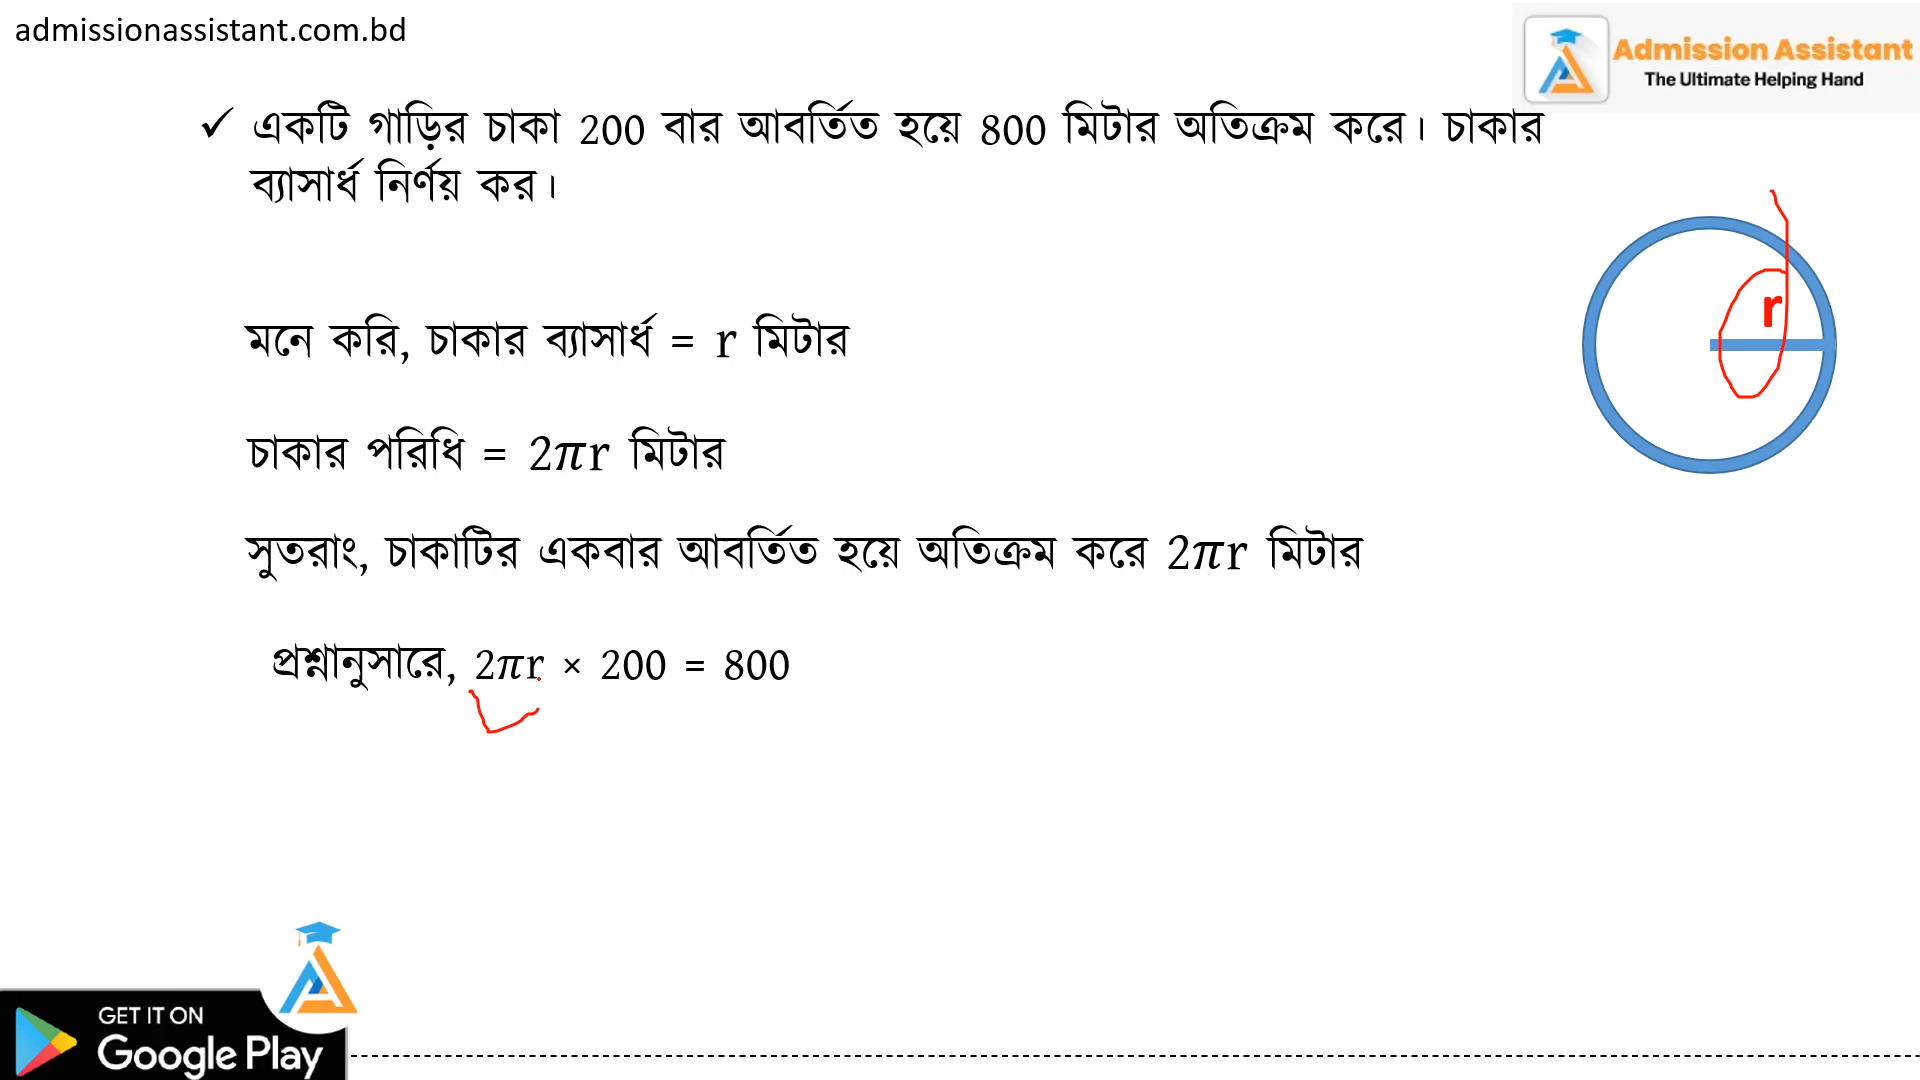 admissionassistant.com.bd
Admission Assistant
The Ultimate Helping Hand
✓ একটি গাড়ির চাকা 200 বার আবর্তিত হয়ে 800 মিটার অতিক্রম করে। চাকার
ব্যাসার্ধ নির্ণয় কর।
r
মনে করি, চাকার ব্যাসার্ধ = r মিটার
চাকার পরিধি = 2πr মিটার
সুতরাং, চাকাটির একবার আবর্তিত হয়ে অতিক্রম করে 2πr মিটার
প্রশ্নানুসারে, 2πr × 200 = 800
GET IT ON
Google Play